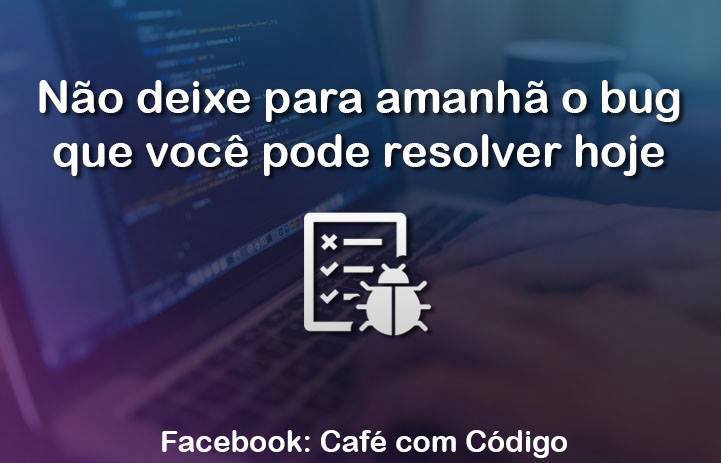 Não deixe para amanhã o bug
que você pode resolver hoje
Facebook: Café com Código